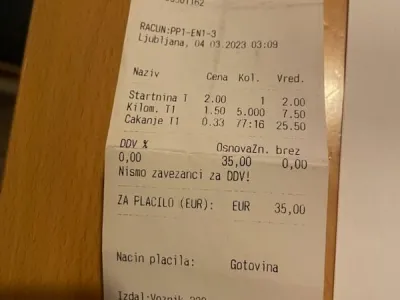 RACUN:PP1-EN1-3
Ljubljana, 04.03.2023 03:09
Naziv Cena Kol. Vred.
Startnina T 2.00 1 2.00
Kilom. T1 1.50 5.000 7.50
Cakanje T1 0.33 77:16 25.50
DDV % OsnovaZn. brez
0,00 35,00 0,00
Nismo zavezanci za DDV!
ZA PLACILO (EUR): EUR 35,00
Nacin placila: Gotovina
Izdal:Voznik